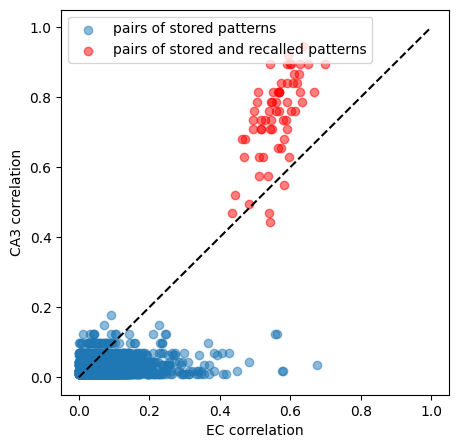 pairs of stored patterns
pairs of stored and recalled patterns
1.0
0.8
0.6
0.4
0.2
0.0
CA3 correlation
0.0 0.2 0.4 0.6 0.8 1.0
EC correlation